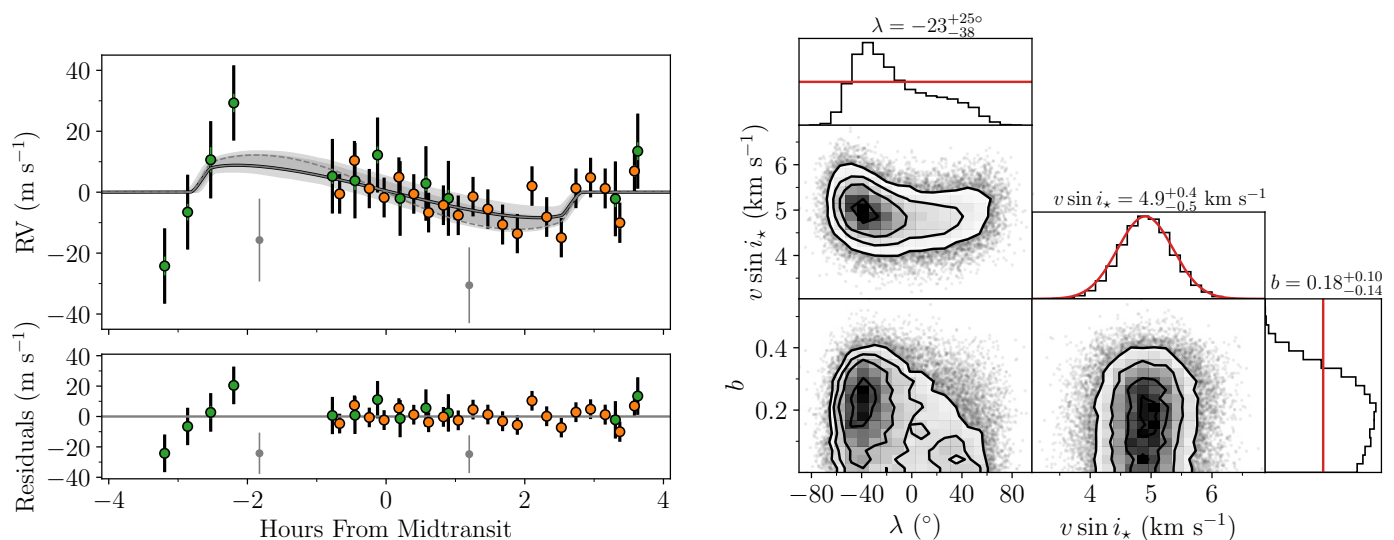 40
20
0
−20
−40
RV (m s⁻¹)
40
20
0
−20
−40
Residuals (m s⁻¹)
−4
−2
0
2
4
Hours From Midtransit
λ = −23⁺²⁵°₋₃₈
6
5
4
v sin i⋆ (km s⁻¹)
v sin i⋆ = 4.9⁺⁰·⁴₋₀.₅ km s⁻¹
b = 0.18⁺⁰·¹⁰₋₀.₁₄
0.4
0.2
b
−80
−40
0
40
80
λ (°)
4
5
6
v sin i⋆ (km s⁻¹)